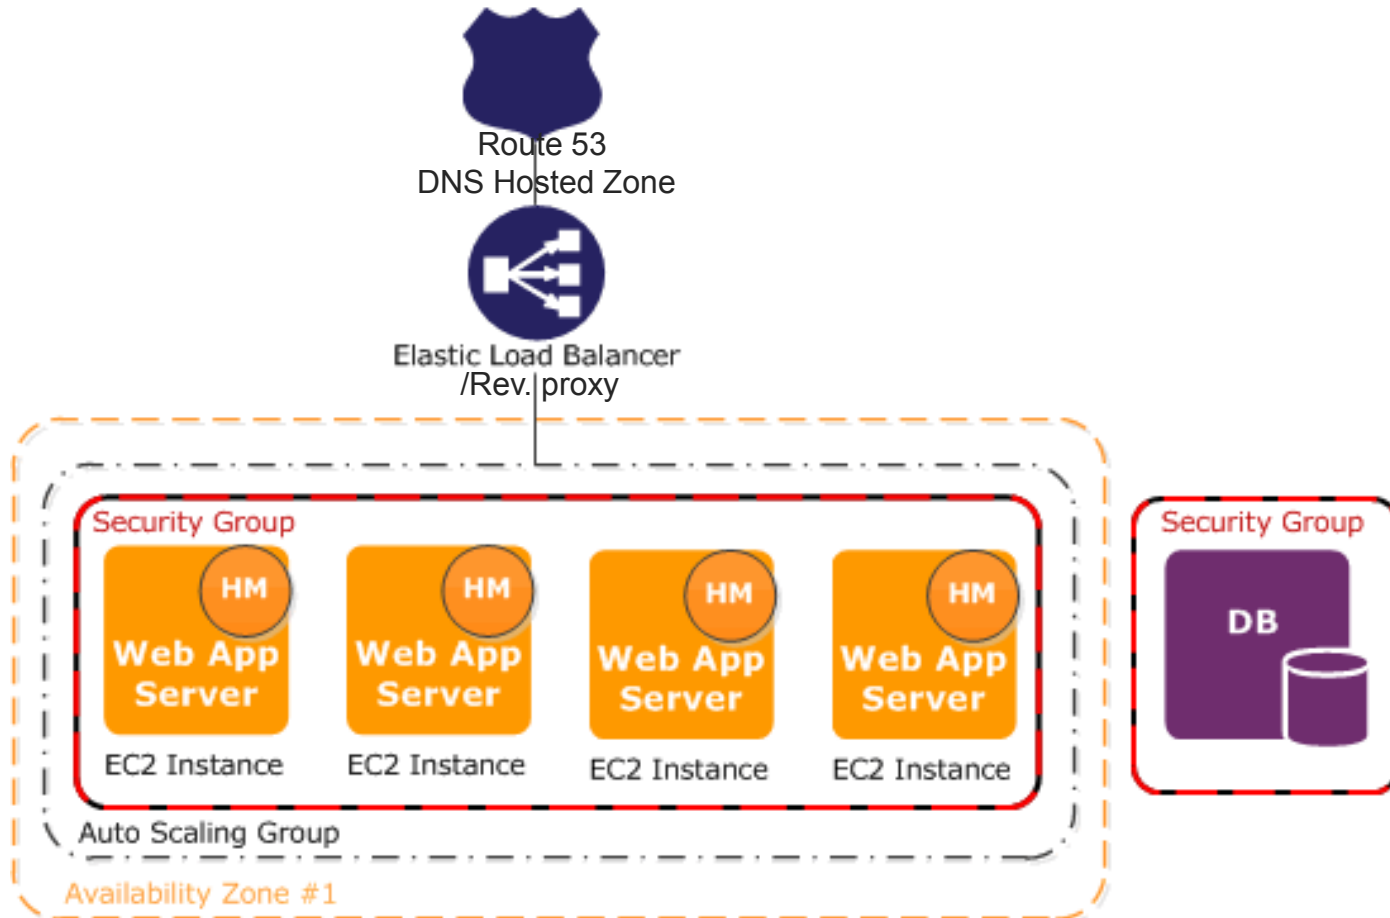 Route 53
DNS Hosted Zone
Elastic Load Balancer
/Rev. proxy
Security Group
Security Group
HM
HM
HM
HM
DB
Web App
Server
Web App
Server
Web App
Server
Web App
Server
EC2 Instance
EC2 Instance
EC2 Instance
EC2 Instance
Auto Scaling Group
Availability Zone #1